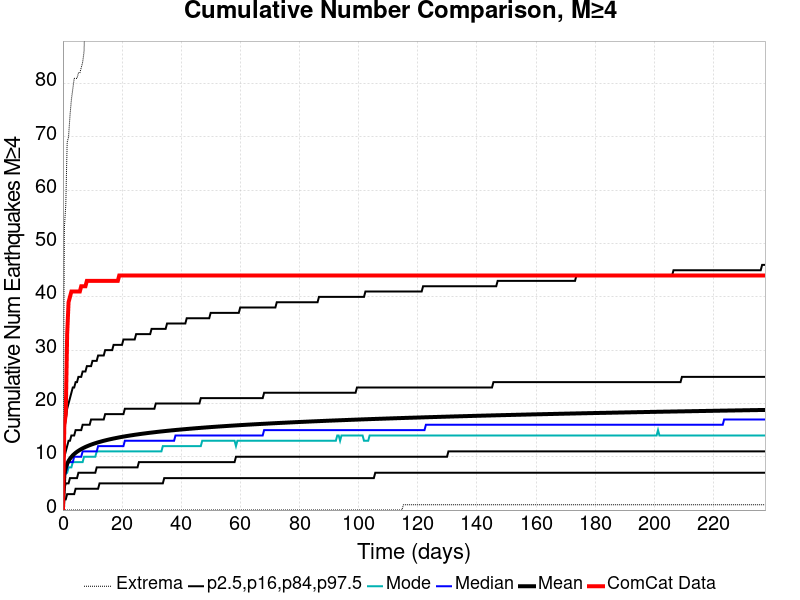 Cumulative Number Comparison, M≥4
Cumulative Num Earthquakes M≥4
80
70
60
50
40
30
20
10
0
0 20 40 60 80 100 120 140 160 180 200 220
Time (days)
Extrema p2.5,p16,p84,p97.5 Mode Median Mean ComCat Data